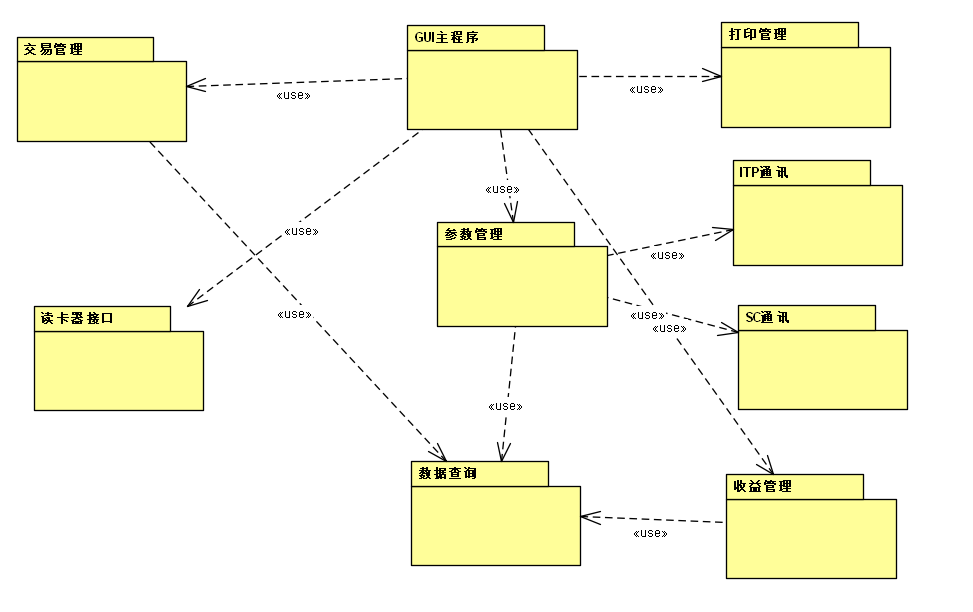 交易管理
GUI主程序
打印管理
«use»
«use»
ITP通讯
«use»
«use»
参数管理
«use»
读卡器接口
«use»
«use»
SC通讯
«use»
«use»
数据查询
收益管理
«use»